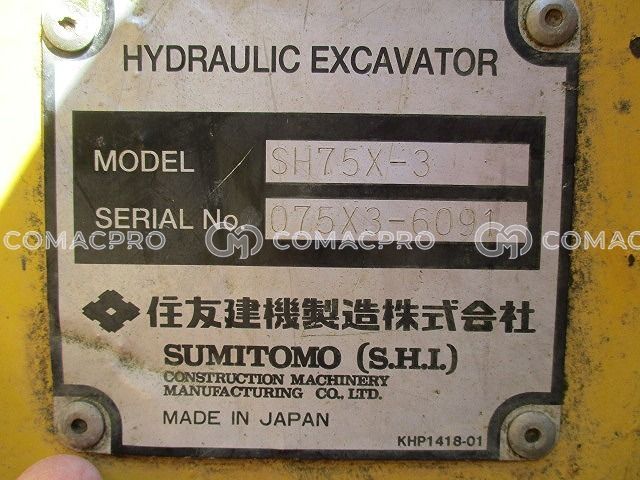 HYDRAULIC EXCAVATOR
MODEL SH75X-3
SERIAL No. 075X3-6091
COMACPRO COMACPRO COMACPRO
住友建機製造株式会社
SUMITOMO (S.H.I.)
CONSTRUCTION MACHINERY
MANUFACTURING CO., LTD.
MADE IN JAPAN
KHP1418-01